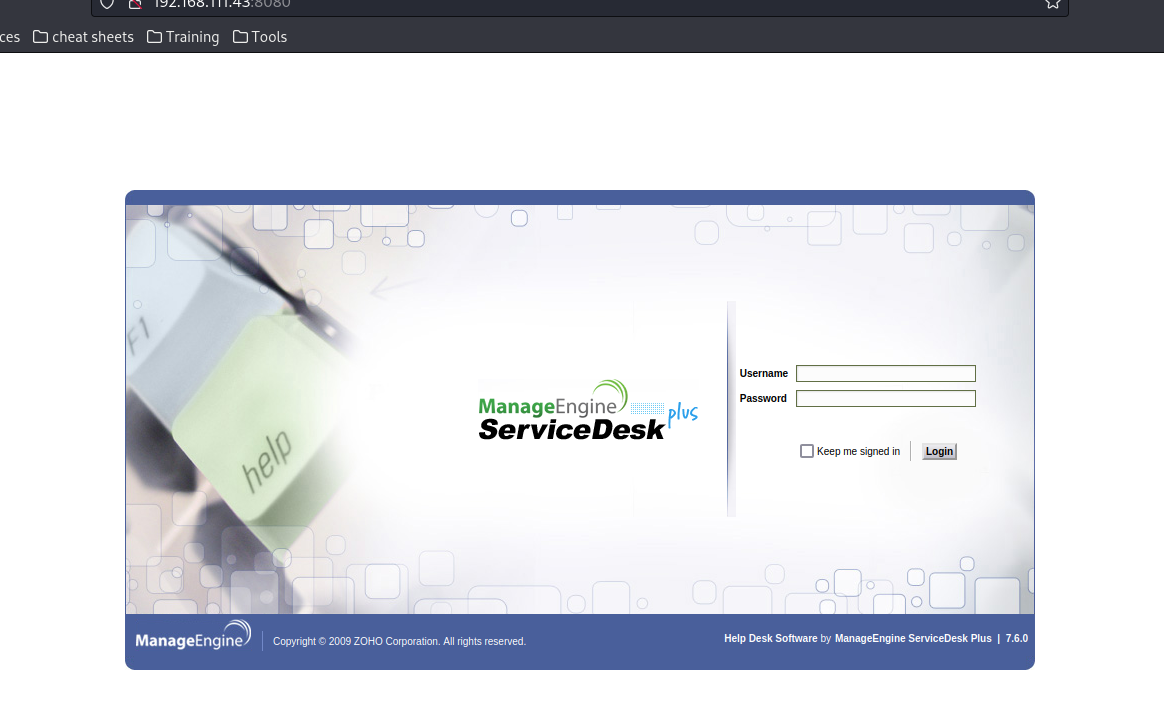 192.168.111.43:8080
ces cheat sheets Training Tools
F1
help
ManageEngine
ServiceDesk plus
Username
Password
Keep me signed in Login
ManageEngine Copyright © 2009 ZOHO Corporation. All rights reserved. Help Desk Software by ManageEngine ServiceDesk Plus | 7.6.0